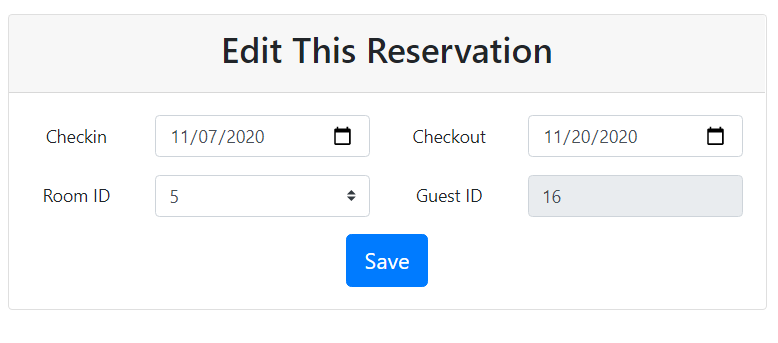 Edit This Reservation
Checkin 11/07/2020 Checkout 11/20/2020
Room ID 5 Guest ID 16
Save